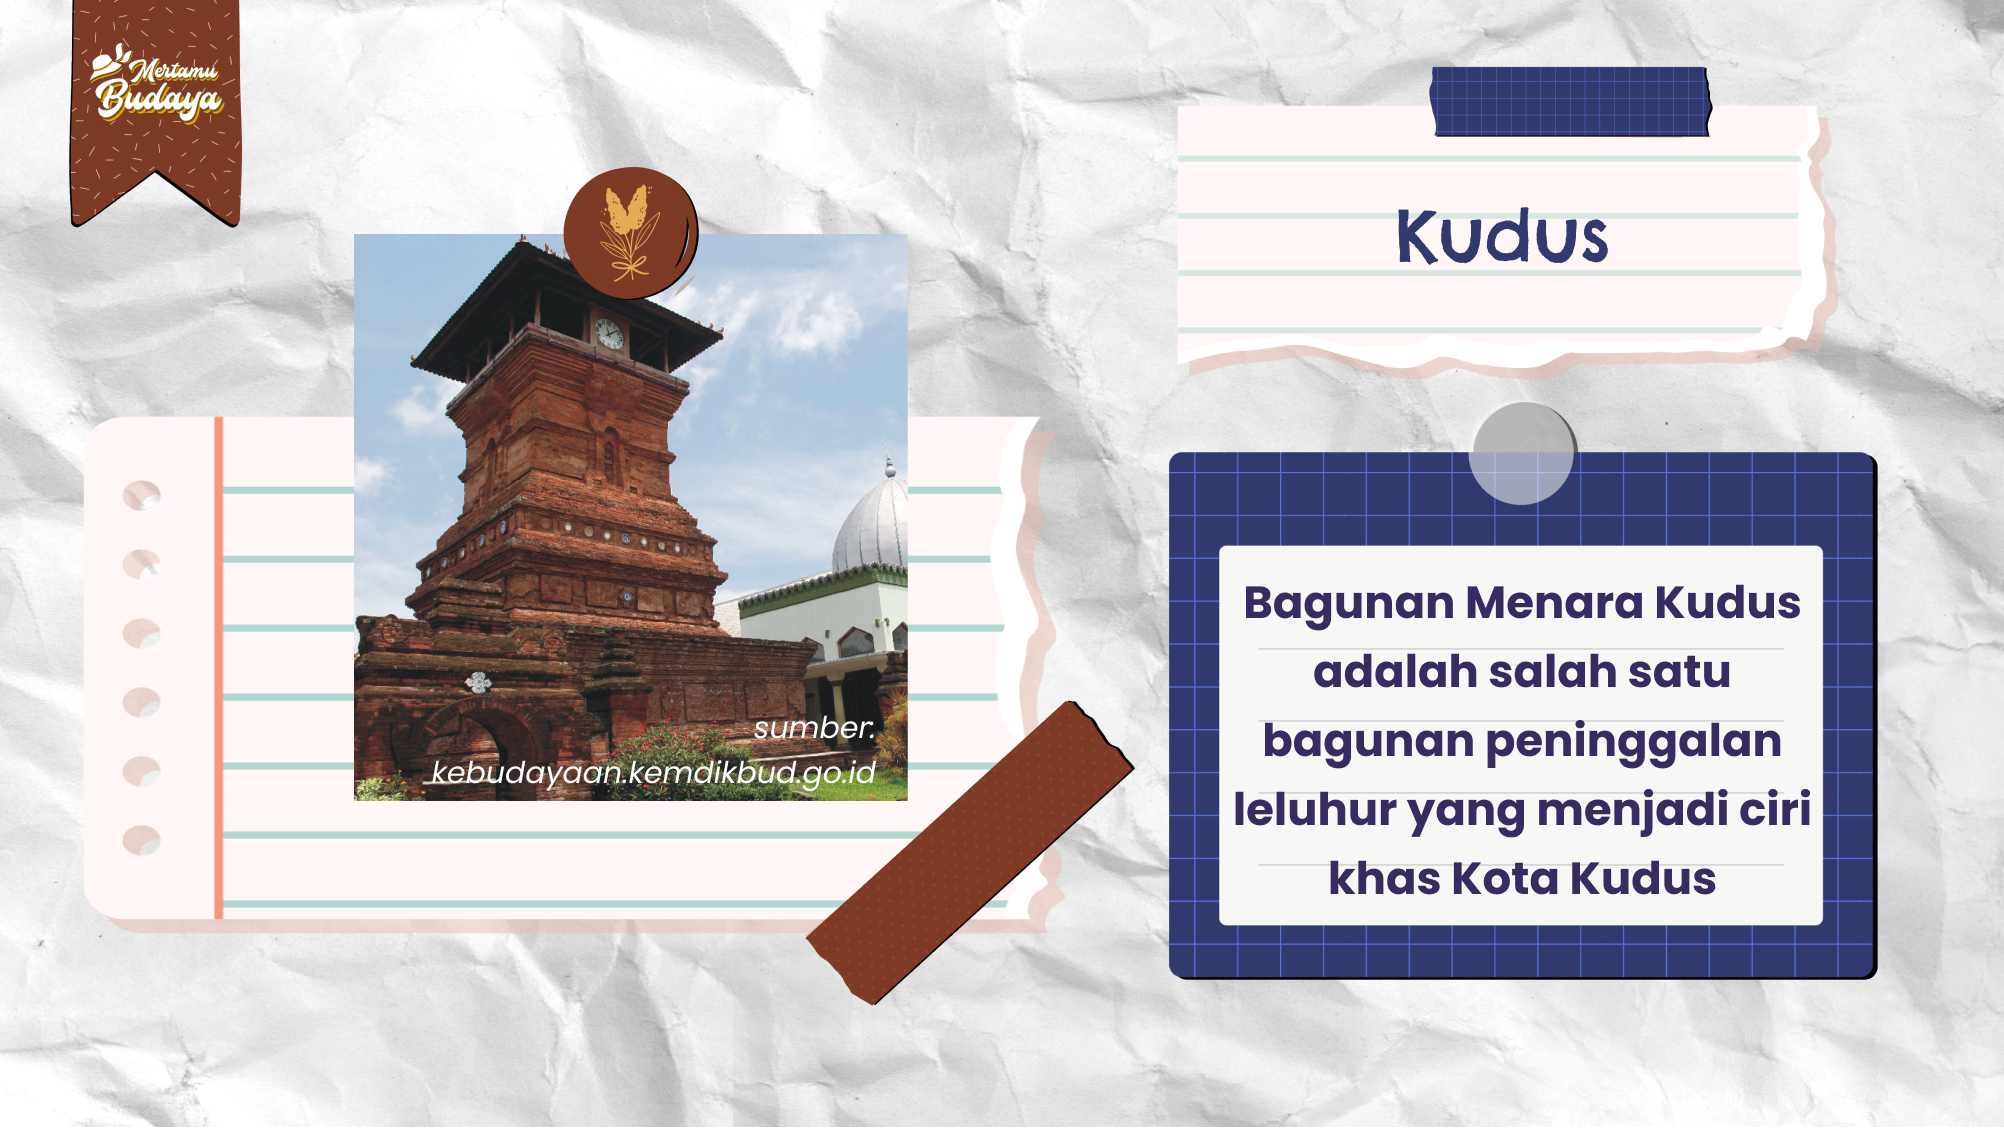 Mertamu
Budaya
Kudus
sumber:
kebudayaan.kemdikbud.go.id
Bagunan Menara Kudus
adalah salah satu
bagunan peninggalan
leluhur yang menjadi ciri
khas Kota Kudus